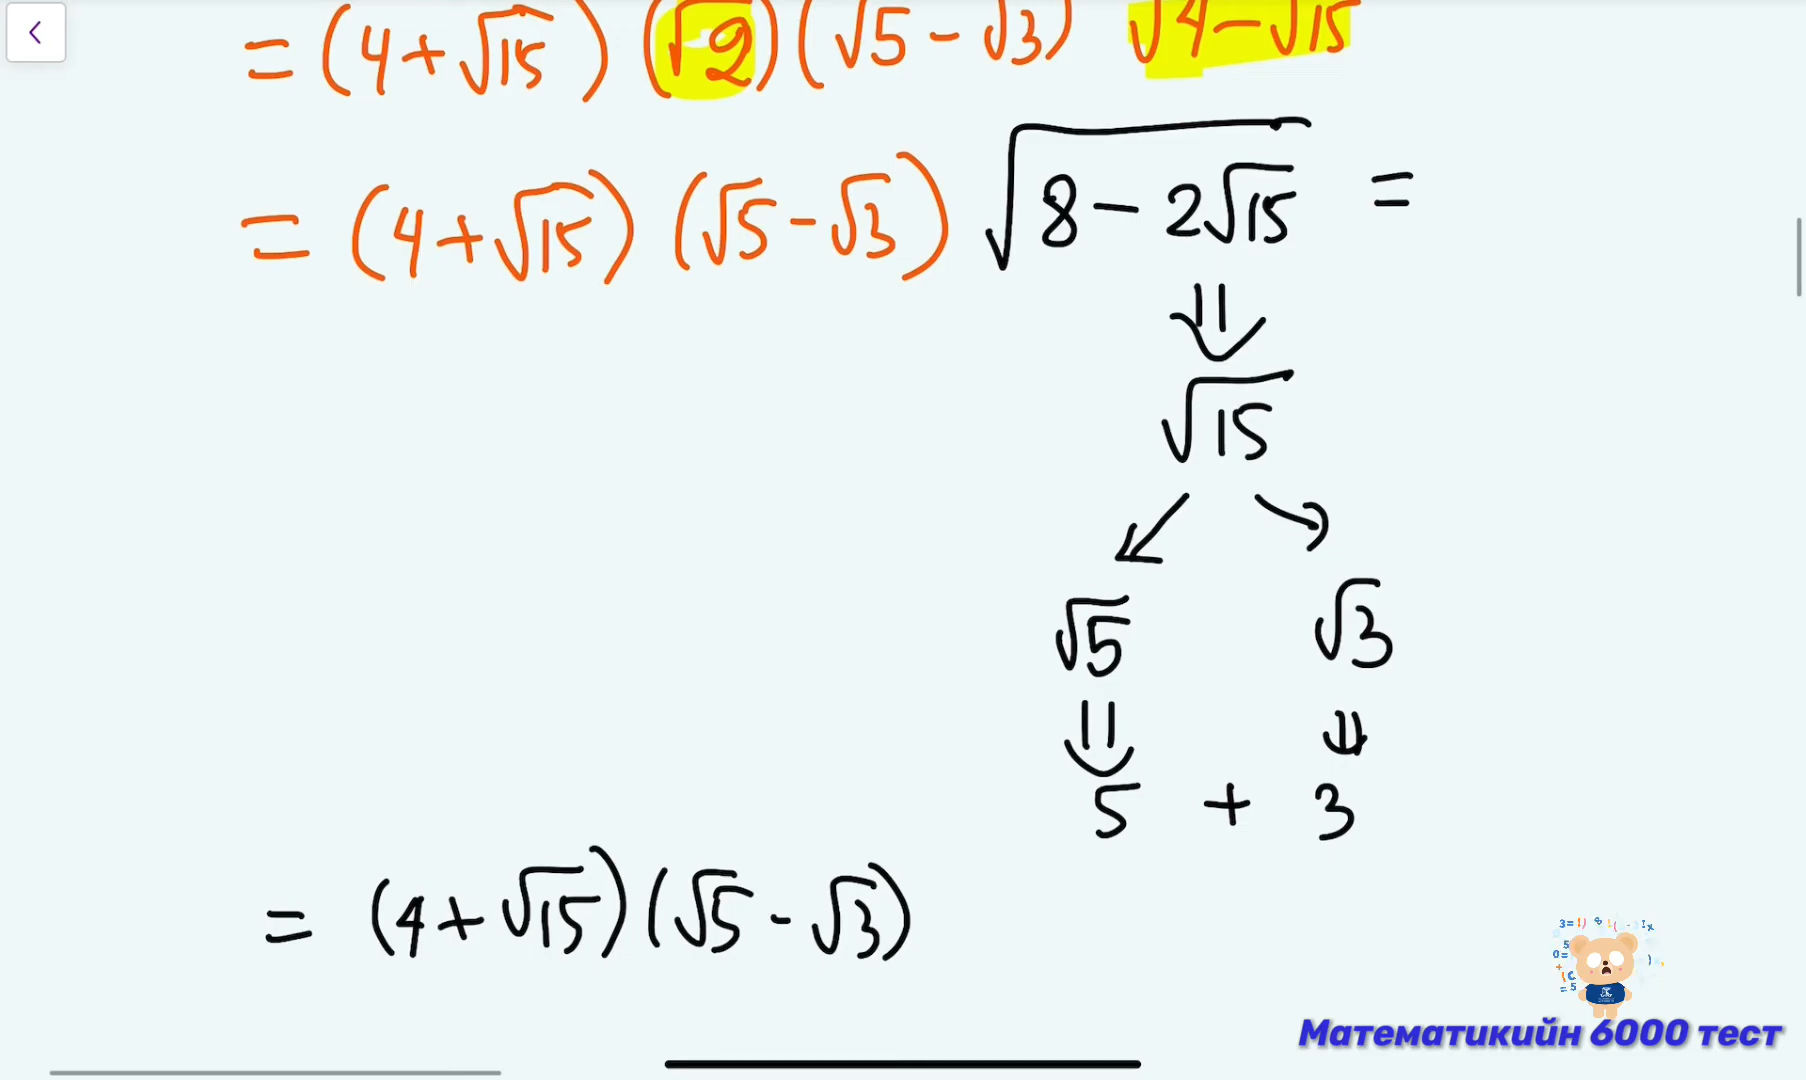 = (4 + √15) (√2) (√5 - √3) √4-√15
= (4 + √15) (√5 - √3) √8 - 2√15 =
⇓
√15
↙ ↘
√5 √3
⇓ ⇓
5 + 3
= (4 + √15) (√5 - √3)
Математикийн 6000 тест